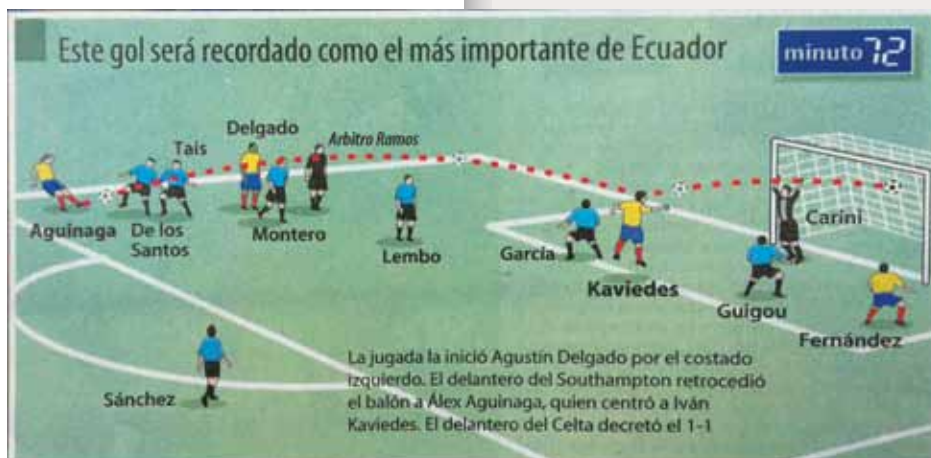 Este gol será recordado como el más importante de Ecuador
minuto 72
Delgado
Arbitro Ramos
Tais
Aguinaga
De los
Santos
Montero
Lembo
García
Kaviedes
Carini
Guigou
Fernández
Sánchez
La jugada la inició Agustín Delgado por el costado
izquierdo. El delantero del Southampton retrocedió
el balón a Álex Aguinaga, quien centró a Iván
Kaviedes. El delantero del Celta decretó el 1-1